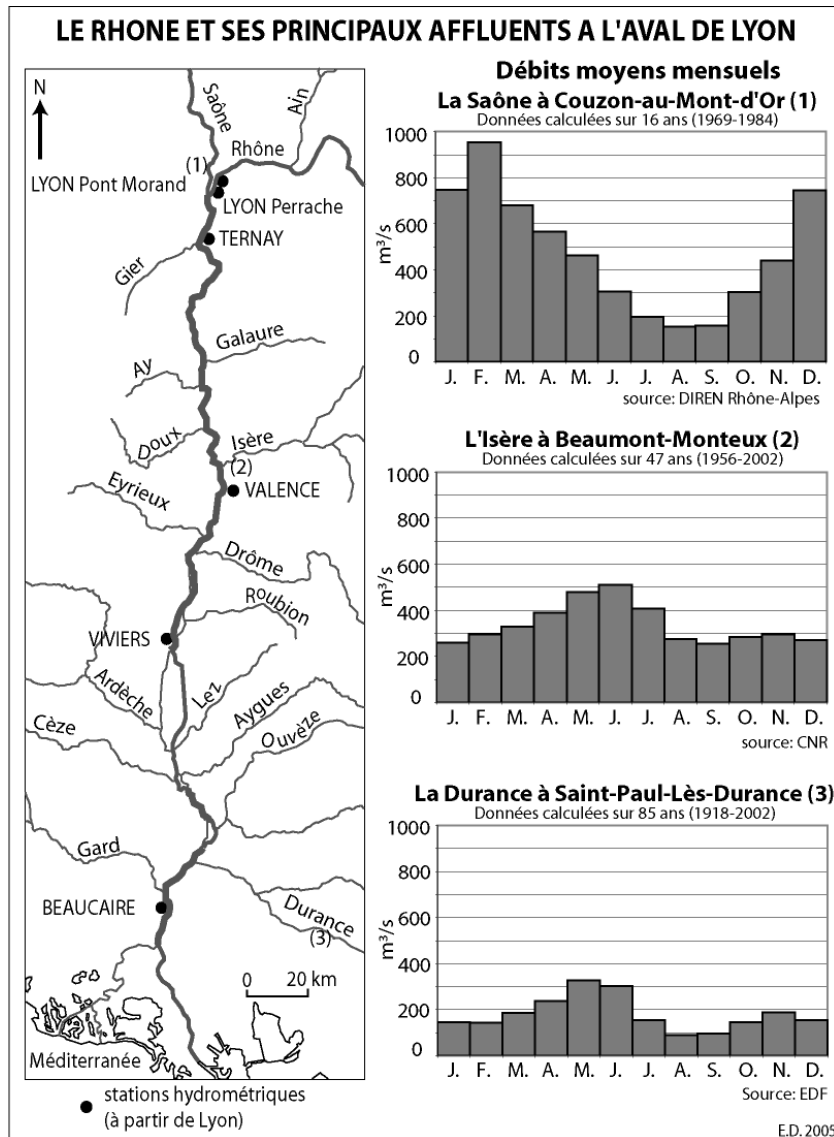 LE RHONE ET SES PRINCIPAUX AFFLUENTS A L'AVAL DE LYON
N
Saône
Ain
Rhône
(1)
LYON Pont Morand
LYON Perrache
TERNAY
Gier
Galaure
Ay
Doux
Isère
(2)
Eyrieux
VALENCE
Drôme
Roubion
VIVIERS
Ardèche
Lez
Aygues
Cèze
Ouvèze
Gard
BEAUCAIRE
Durance
(3)
0 20 km
Méditerranée
stations hydrométriques
(à partir de Lyon)
Débits moyens mensuels
La Saône à Couzon-au-Mont-d'Or (1)
Données calculées sur 16 ans (1969-1984)
1000
800
600
400
200
0
m³/s
J. F. M. A. M. J. J. A. S. O. N. D.
source: DIREN Rhône-Alpes
L'Isère à Beaumont-Monteux (2)
Données calculées sur 47 ans (1956-2002)
1000
800
600
400
200
0
m³/s
J. F. M. A. M. J. J. A. S. O. N. D.
source: CNR
La Durance à Saint-Paul-Lès-Durance (3)
Données calculées sur 85 ans (1918-2002)
1000
800
600
400
200
0
m³/s
J. F. M. A. M. J. J. A. S. O. N. D.
Source: EDF
E.D. 2005